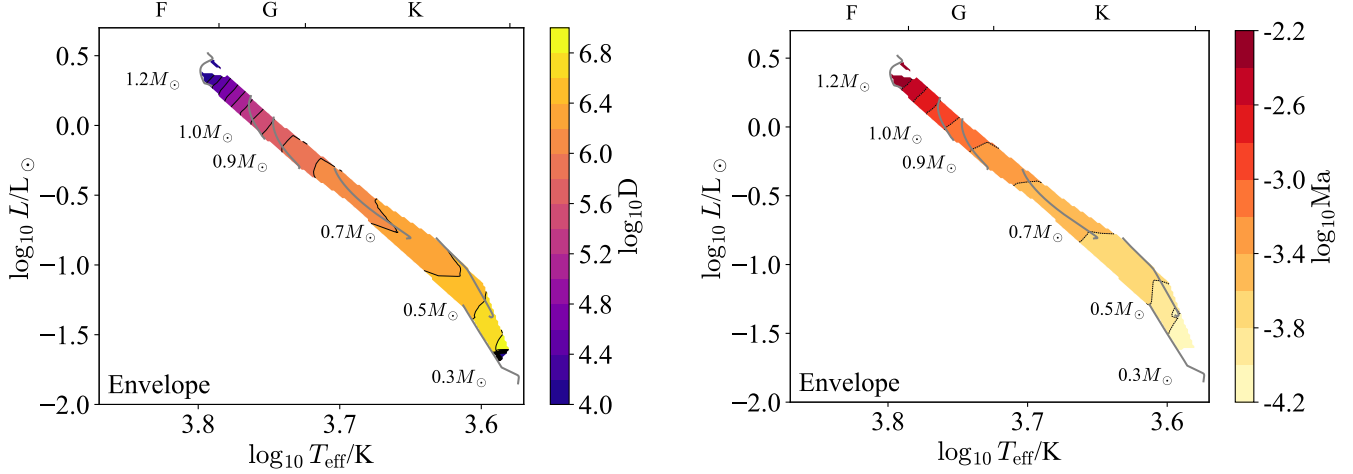 F G K
0.5
0.0
−0.5
−1.0
−1.5
−2.0
log₁₀ L/L☉
1.2M☉
1.0M☉
0.9M☉
0.7M☉
0.5M☉
0.3M☉
Envelope
3.8 3.7 3.6
log₁₀ Tₑff/K
6.8
6.4
6.0
5.6
5.2
4.8
4.4
4.0
log₁₀D
F G K
0.5
0.0
−0.5
−1.0
−1.5
−2.0
log₁₀ L/L☉
1.2M☉
1.0M☉
0.9M☉
0.7M☉
0.5M☉
0.3M☉
Envelope
3.8 3.7 3.6
log₁₀ Tₑff/K
-2.2
-2.6
-3.0
-3.4
-3.8
-4.2
log₁₀Ma